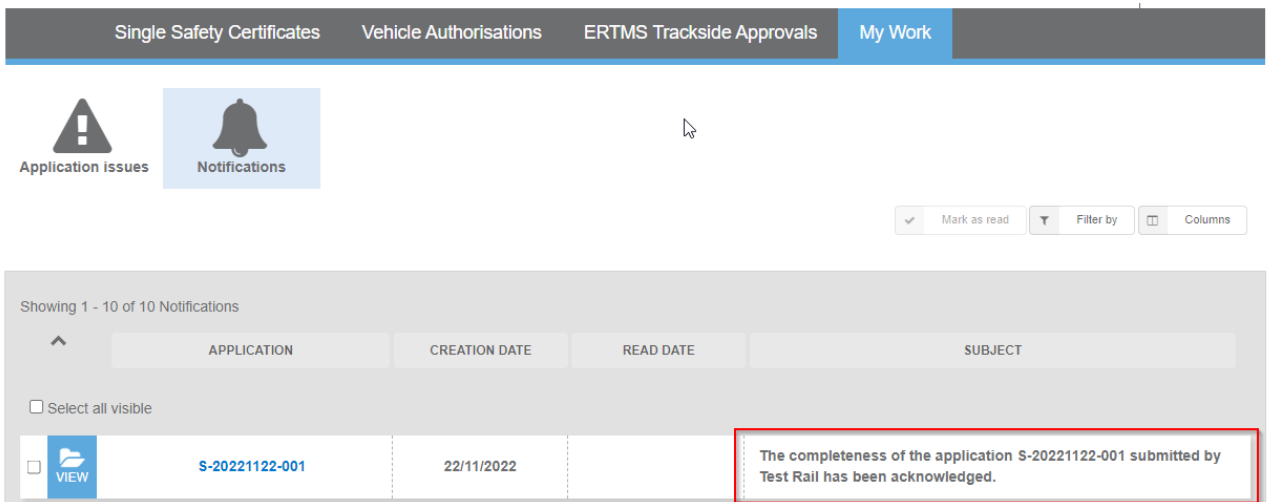 Single Safety Certificates Vehicle Authorisations ERTMS Trackside Approvals My Work
Application issues Notifications
Mark as read Filter by Columns
Showing 1 - 10 of 10 Notifications
APPLICATION CREATION DATE READ DATE SUBJECT
Select all visible
VIEW S-20221122-001 22/11/2022 The completeness of the application S-20221122-001 submitted by
Test Rail has been acknowledged.